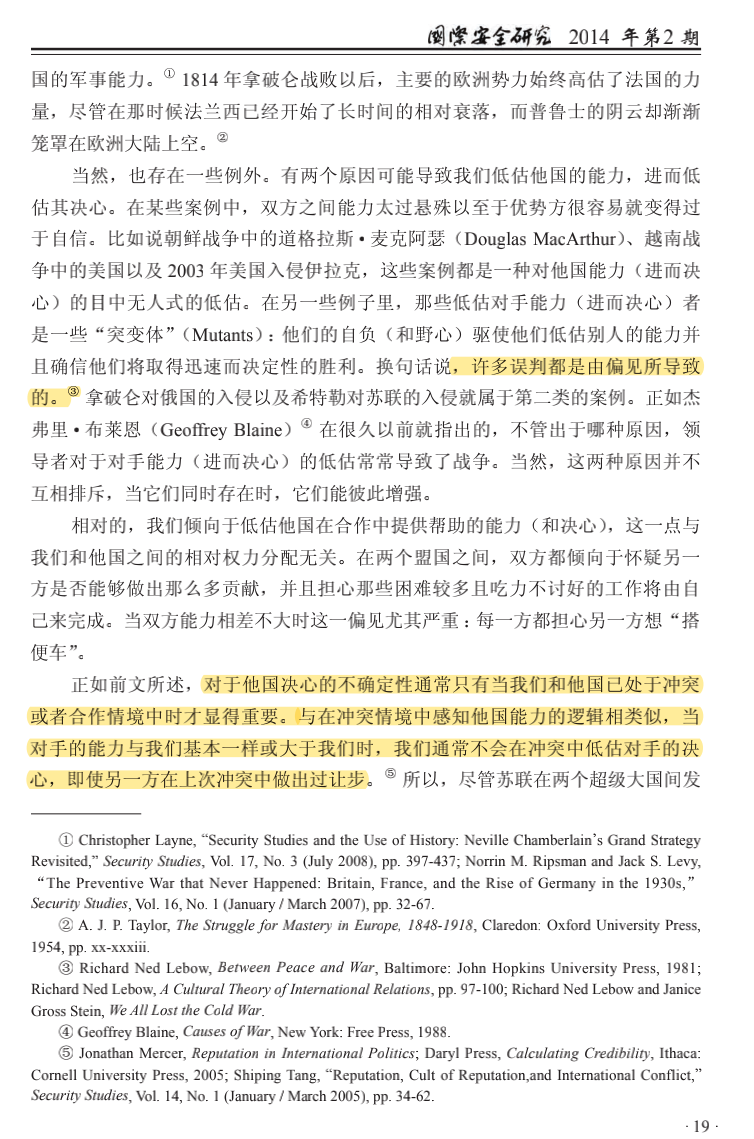 国际安全研究 2014 年第2 期
国的军事能力。① 1814 年拿破仑战败以后，主要的欧洲势力始终高估了法国的力
量，尽管在那时候法兰西已经开始了长时间的相对衰落，而普鲁士的阴云却渐渐
笼罩在欧洲大陆上空。②
当然，也存在一些例外。有两个原因可能导致我们低估他国的能力，进而低
估其决心。在某些案例中，双方之间能力太过悬殊以至于优势方很容易就变得过
于自信。比如说朝鲜战争中的道格拉斯 • 麦克阿瑟（Douglas MacArthur）、越南战
争中的美国以及 2003 年美国入侵伊拉克，这些案例都是一种对他国能力（进而决
心）的目中无人式的低估。在另一些例子里，那些低估对手能力（进而决心）者
是一些“突变体”（Mutants）：他们的自负（和野心）驱使他们低估别人的能力并
且确信他们将取得迅速而决定性的胜利。换句话说，许多误判都是由偏见所导致
的。③ 拿破仑对俄国的入侵以及希特勒对苏联的入侵就属于第二类的案例。正如杰
弗里 • 布莱恩（Geoffrey Blaine）④ 在很久以前就指出的，不管出于哪种原因，领
导者对于对手能力（进而决心）的低估常常导致了战争。当然，这两种原因并不
互相排斥，当它们同时存在时，它们能彼此增强。
相对的，我们倾向于低估他国在合作中提供帮助的能力（和决心），这一点与
我们和他国之间的相对权力分配无关。在两个盟国之间，双方都倾向于怀疑另一
方是否能够做出那么多贡献，并且担心那些困难较多且吃力不讨好的工作将由自
己来完成。当双方能力相差不大时这一偏见尤其严重：每一方都担心另一方想“搭
便车”。
正如前文所述，对于他国决心的不确定性通常只有当我们和他国已处于冲突
或者合作情境中时才显得重要。与在冲突情境中感知他国能力的逻辑相类似，当
对手的能力与我们基本一样或大于我们时，我们通常不会在冲突中低估对手的决
心，即使另一方在上次冲突中做出过让步。⑤ 所以，尽管苏联在两个超级大国间发
① Christopher Layne, “Security Studies and the Use of History: Neville Chamberlain’s Grand Strategy
Revisited,” Security Studies, Vol. 17, No. 3 (July 2008), pp. 397-437; Norrin M. Ripsman and Jack S. Levy,
“The Preventive War that Never Happened: Britain, France, and the Rise of Germany in the 1930s,”
Security Studies, Vol. 16, No. 1 (January / March 2007), pp. 32-67.
② A. J. P. Taylor, The Struggle for Mastery in Europe, 1848-1918, Claredon: Oxford University Press,
1954, pp. xx-xxxiii.
③ Richard Ned Lebow, Between Peace and War, Baltimore: John Hopkins University Press, 1981;
Richard Ned Lebow, A Cultural Theory of International Relations, pp. 97-100; Richard Ned Lebow and Janice
Gross Stein, We All Lost the Cold War.
④ Geoffrey Blaine, Causes of War, New York: Free Press, 1988.
⑤ Jonathan Mercer, Reputation in International Politics; Daryl Press, Calculating Credibility, Ithaca:
Cornell University Press, 2005; Shiping Tang, “Reputation, Cult of Reputation,and International Conflict,”
Security Studies, Vol. 14, No. 1 (January / March 2005), pp. 34-62.
· 19 ·